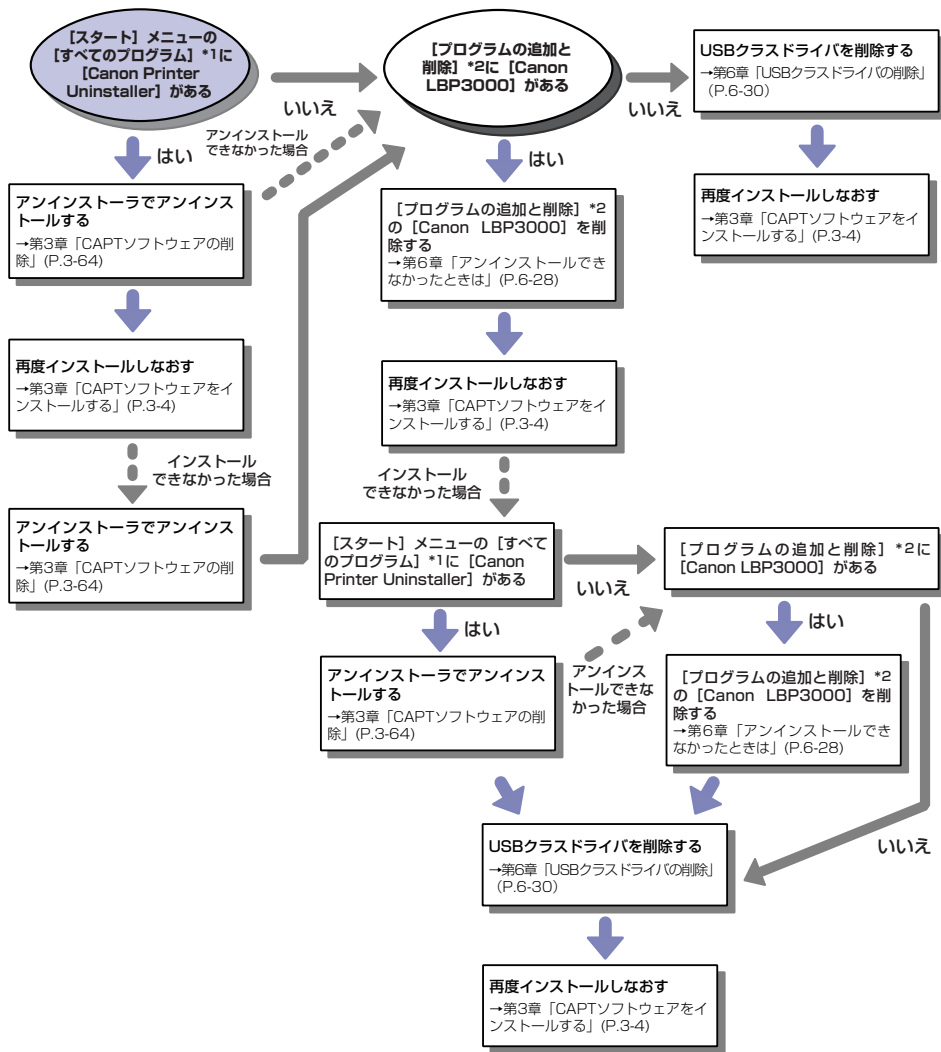 ［スタート］メニューの
［すべてのプログラム］*1に
［Canon Printer
Uninstaller］がある
いいえ
はい
アンインストール
できなかった場合
アンインストーラでアンインス
トールする
→第3章「CAPTソフトウェアの削
除」(P.3-64)
再度インストールしなおす
→第3章「CAPTソフトウェアをイ
ンストールする」(P.3-4)
インストール
できなかった場合
アンインストーラでアンインス
トールする
→第3章「CAPTソフトウェアの削
除」(P.3-64)
［プログラムの追加と
削除］*2に［Canon
LBP3000］がある
いいえ
はい
［プログラムの追加と削除］*2
の［Canon LBP3000］を削
除する
→第6章「アンインストールでき
なかったときは」(P.6-28)
再度インストールしなおす
→第3章「CAPTソフトウェアをイ
ンストールする」(P.3-4)
インストール
できなかった場合
USBクラスドライバを削除する
→第6章「USBクラスドライバの削除」
（P.6-30）
再度インストールしなおす
→第3章「CAPTソフトウェアをイ
ンストールする」(P.3-4)
［スタート］メニューの［すべて
のプログラム］*1に［Canon
Printer Uninstaller］がある
いいえ
はい
アンインストーラでアンインス
トールする
→第3章「CAPTソフトウェアの削
除」(P.3-64)
アンインス
トールできな
かった場合
［プログラムの追加と削除］*2に
［Canon LBP3000］がある
はい
［プログラムの追加と削除］*2
の［Canon LBP3000］を削
除する
→第6章「アンインストールでき
なかったときは」(P.6-28)
いいえ
USBクラスドライバを削除する
→第6章「USBクラスドライバの削除」
（P.6-30）
再度インストールしなおす
→第3章「CAPTソフトウェアをイ
ンストールする」(P.3-4)